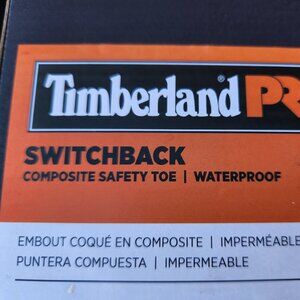 Timberland® PR
SWITCHBACK
COMPOSITE SAFETY TOE | WATERPROOF
EMBOUT COQUÉ EN COMPOSITE | IMPERMÉABLE
PUNTERA COMPUESTA | IMPERMEABLE